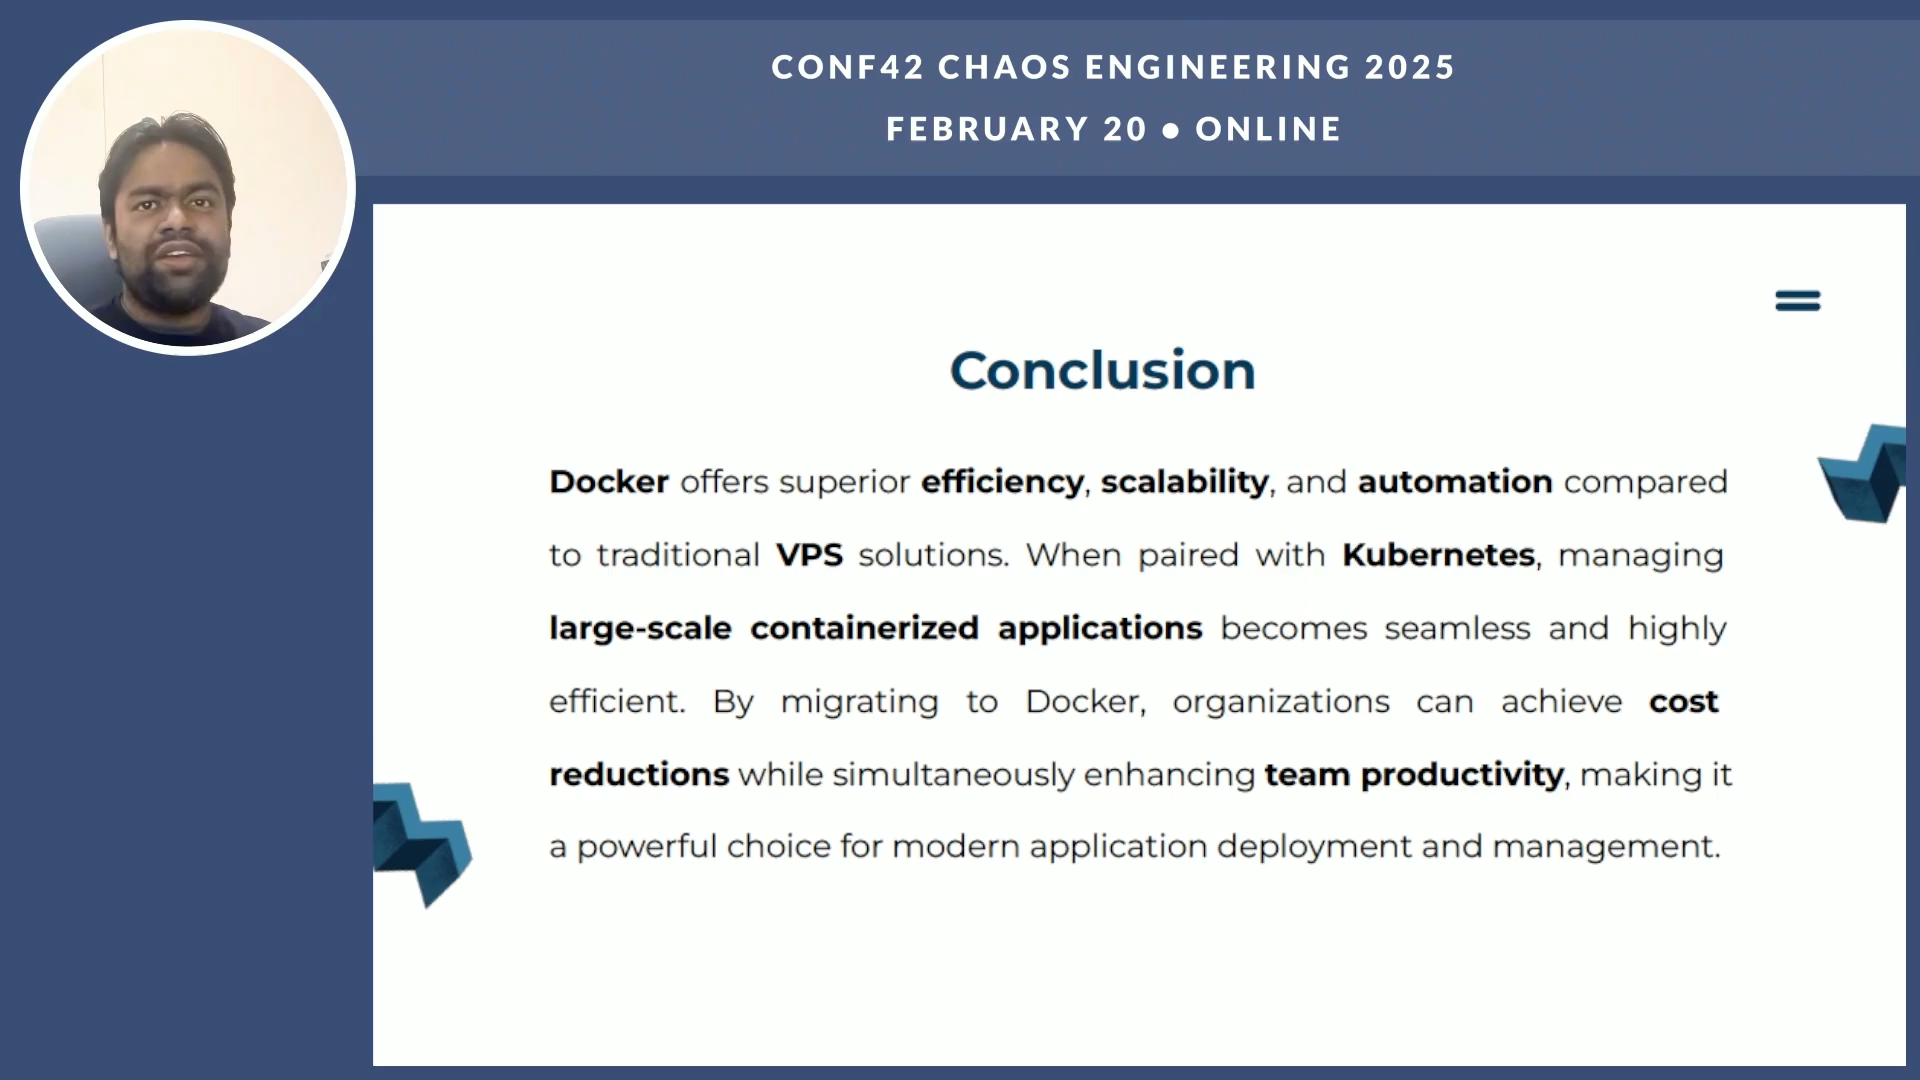 CONF42 CHAOS ENGINEERING 2025
FEBRUARY 20 ● ONLINE
Conclusion
Docker offers superior efficiency, scalability, and automation compared
to traditional VPS solutions. When paired with Kubernetes, managing
large-scale containerized applications becomes seamless and highly
efficient. By migrating to Docker, organizations can achieve cost
reductions while simultaneously enhancing team productivity, making it
a powerful choice for modern application deployment and management.